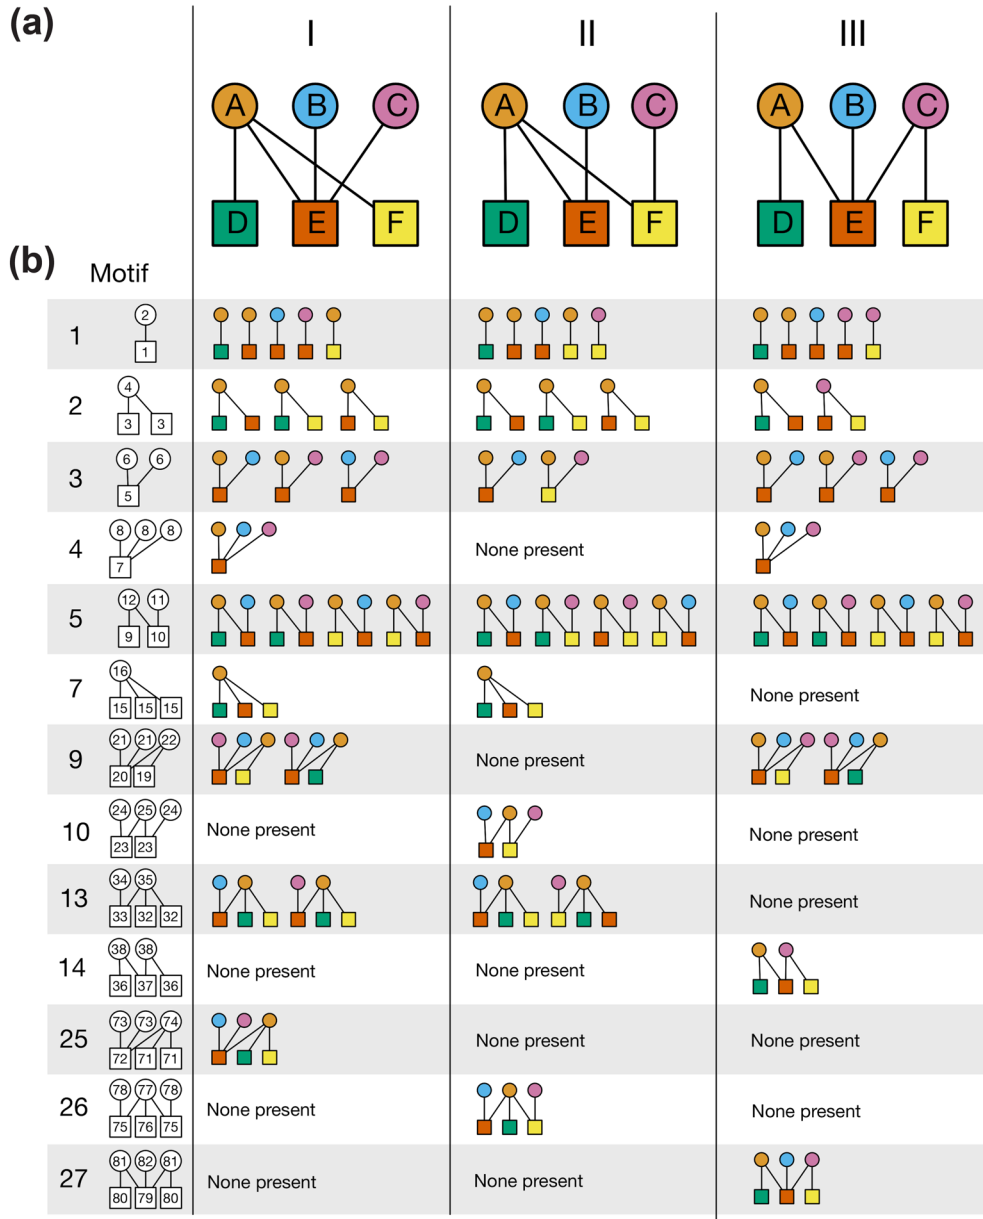 (a)
I II III
A B C A B C A B C
D E F D E F D E F
(b)
Motif
2
1
1
4
2
3 3
6 6
3
5
8 8 8
4
7
None present
12 11
5
9 10
16
7
15 15 15
None present
21 21 22
9
20 19
None present
24 25 24
10
23 23
None present
None present
34 35
13
33 32 32
None present
38 38
14
36 37 36
None present
None present
73 73 74
25
72 71 71
None present
None present
78 77 78
26
75 76 75
None present
None present
81 82 81
27
80 79 80
None present
None present